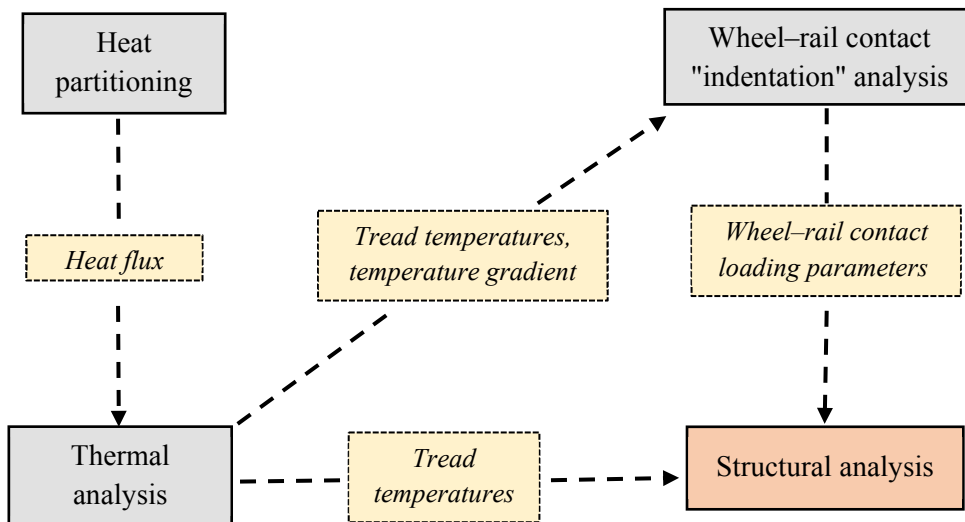 Heat
partitioning
Wheel–rail contact
"indentation" analysis
Heat flux
Tread temperatures,
temperature gradient
Wheel–rail contact
loading parameters
Thermal
analysis
Tread
temperatures
Structural analysis